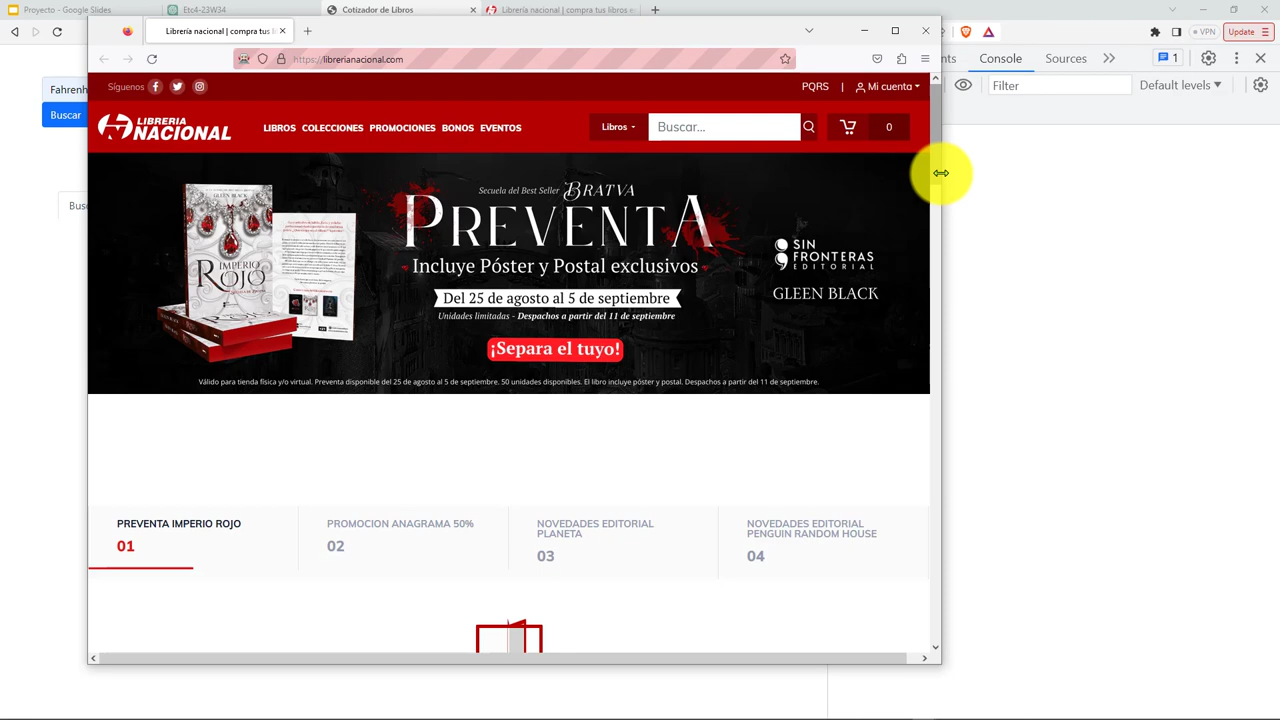 Proyecto - Google Slides
Etc4-23W34
Cotizador de Libros
Librería nacional | compra tus libros e
VPN
Update
Librería nacional | compra tus li
https://librerianacional.com
nts
Console
Sources
1
Filter
Default levels
Fahrenh
Buscar
Busc
Síguenos
PQRS | Mi cuenta
LIBRERIA
NACIONAL
LIBROS COLECCIONES PROMOCIONES BONOS EVENTOS
Libros
Buscar...
0
Secuela del Best Seller BRATVA
PREVENTA
Incluye Póster y Postal exclusivos
Del 25 de agosto al 5 de septiembre
Unidades limitadas - Despachos a partir del 11 de septiembre
¡Separa el tuyo!
SIN
FRONTERAS
EDITORIAL
GLEEN BLACK
GLEEN BLACK
IMPERIO
ROJO
Válido para tienda física y/o virtual. Preventa disponible del 25 de agosto al 5 de septiembre. 50 unidades disponibles. El libro incluye póster y postal. Despachos a partir del 11 de septiembre.
PREVENTA IMPERIO ROJO
01
PROMOCION ANAGRAMA 50%
02
NOVEDADES EDITORIAL
PLANETA
03
NOVEDADES EDITORIAL
PENGUIN RANDOM HOUSE
04